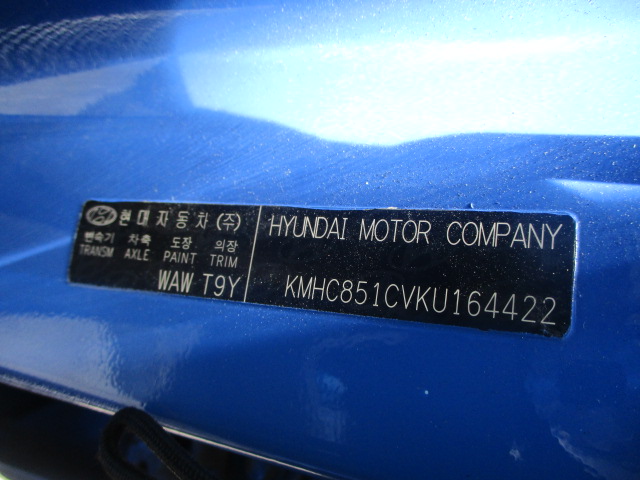 현대자동차(주)
변속기 차축 도장 의장
TRANSM AXLE PAINT TRIM
WAW T9Y
HYUNDAI MOTOR COMPANY
KMHC851CVKU164422